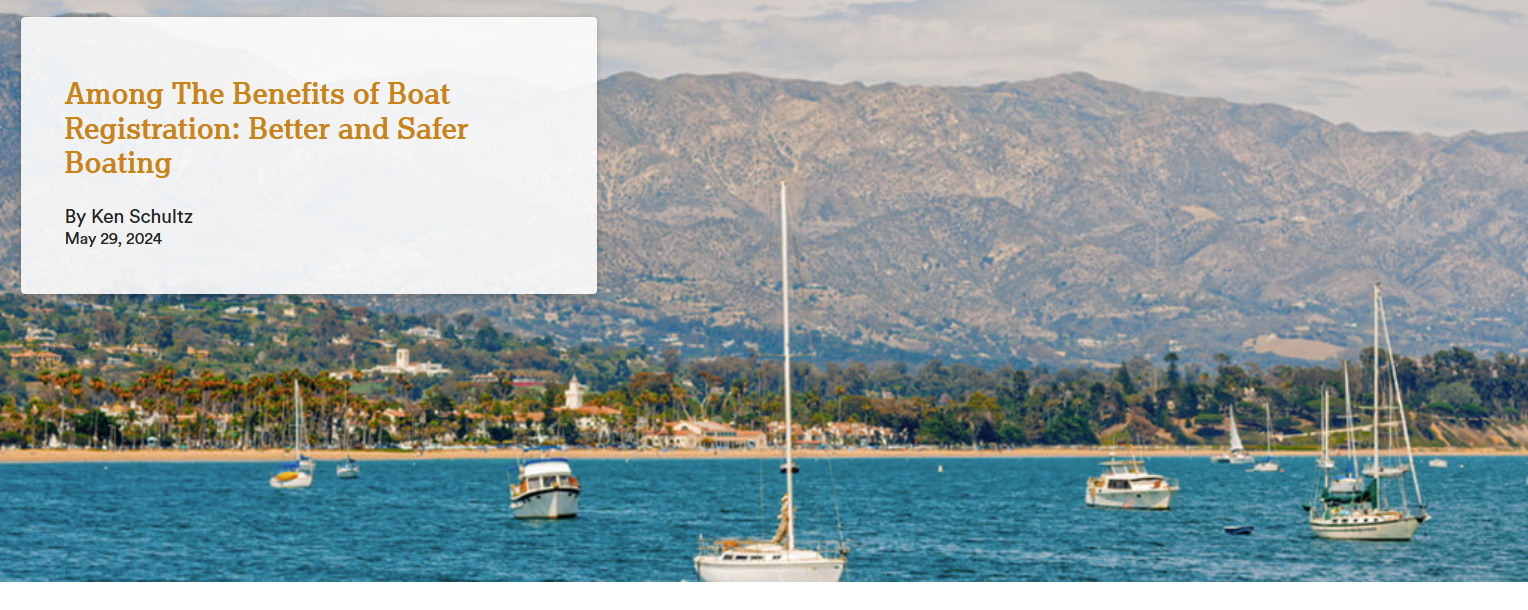 Among The Benefits of Boat
Registration: Better and Safer
Boating
By Ken Schultz
May 29, 2024